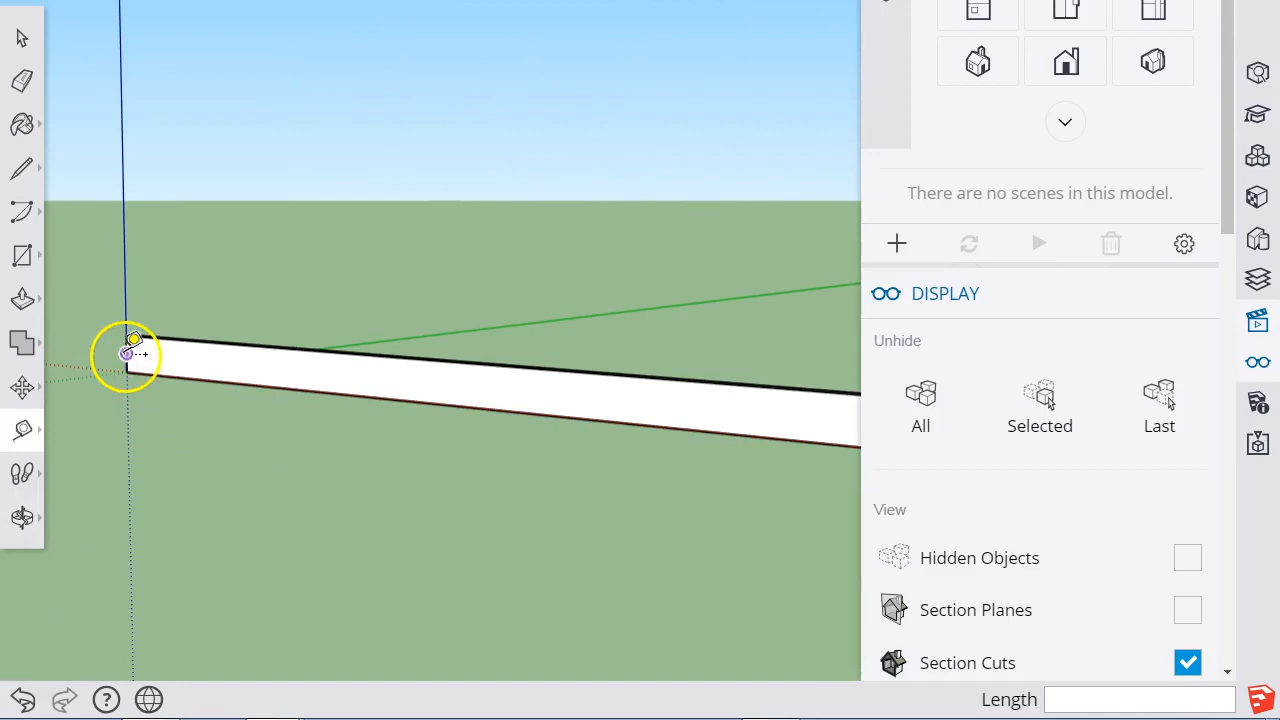 There are no scenes in this model.
DISPLAY
Unhide
All Selected Last
View
Hidden Objects
Section Planes
Section Cuts
Length